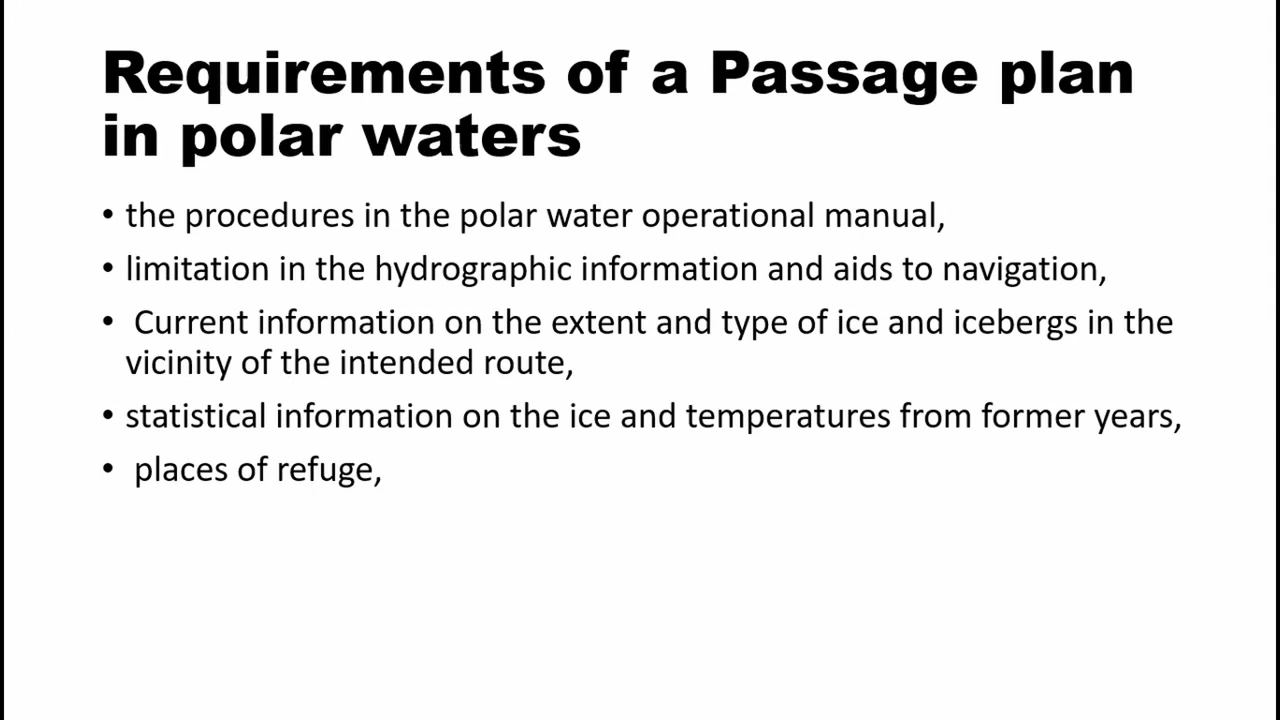 Requirements of a Passage plan
in polar waters
• the procedures in the polar water operational manual,
• limitation in the hydrographic information and aids to navigation,
• Current information on the extent and type of ice and icebergs in the
vicinity of the intended route,
• statistical information on the ice and temperatures from former years,
• places of refuge,